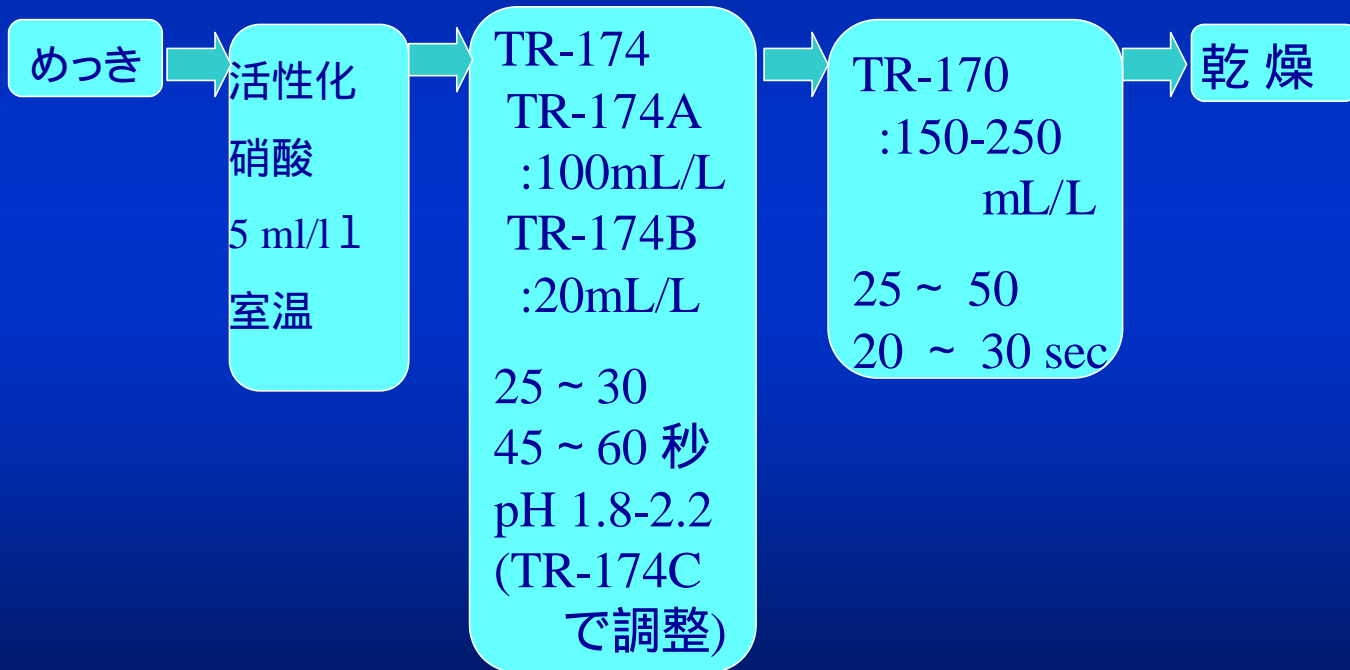 めっき
活性化
硝酸
5 ml/l l
室温
TR-174
TR-174A
:100mL/L
TR-174B
:20mL/L
25 ~ 30
45 ~ 60 秒
pH 1.8-2.2
(TR-174C
で調整)
TR-170
:150-250
mL/L
25 ~ 50
20 ~ 30 sec
乾 燥